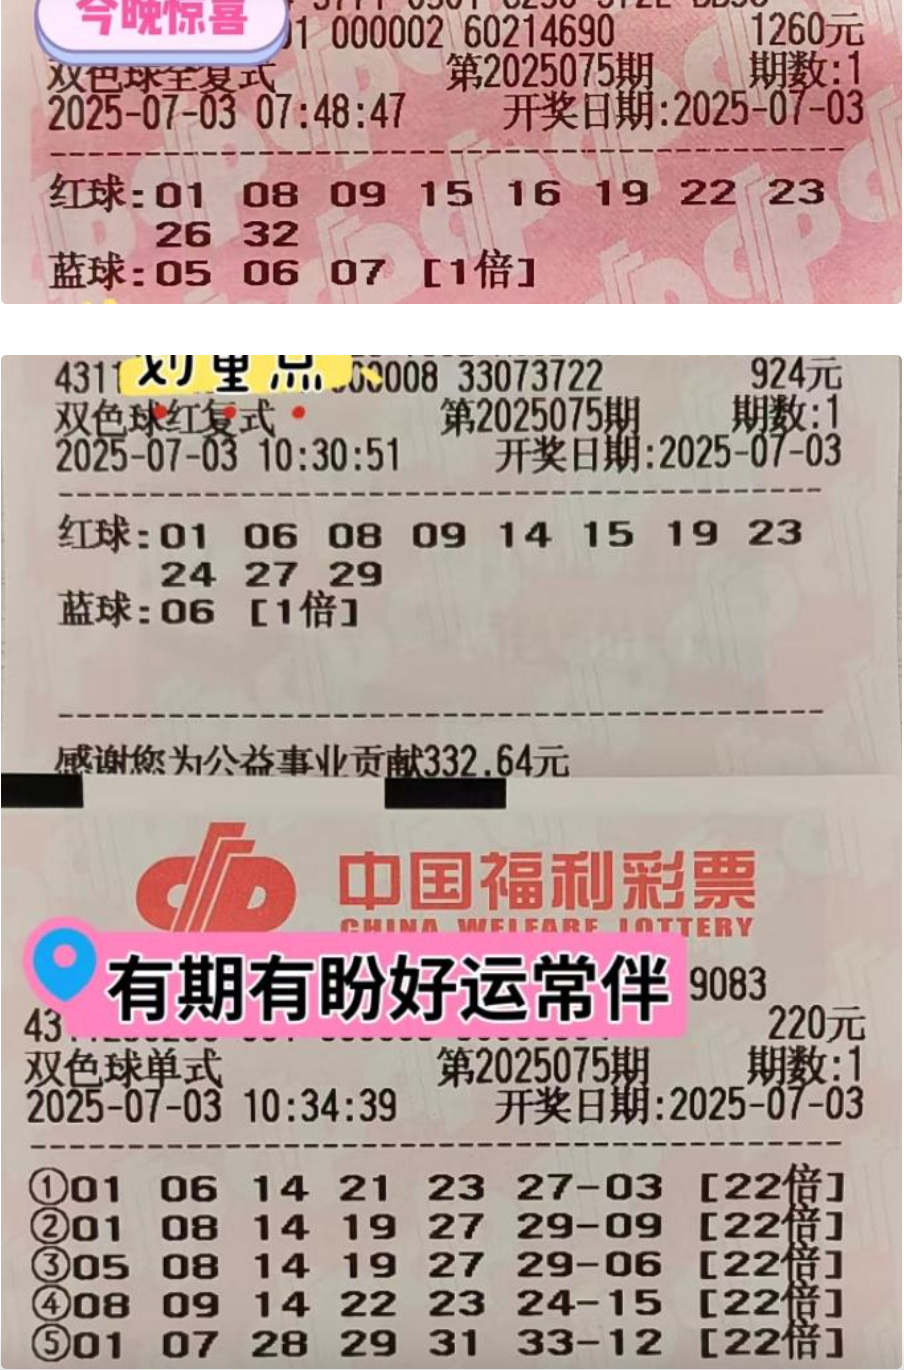 今晚惊喜
01 000002 60214690 1260元
双色球全复式 第2025075期 期数:1
2025-07-03 07:48:47 开奖日期:2025-07-03
红球:01 08 09 15 16 19 22 23
26 32
蓝球:05 06 07 [1倍]
划重点
4311 00008 33073722 924元
双色球红复式 第2025075期 期数:1
2025-07-03 10:30:51 开奖日期:2025-07-03
红球:01 06 08 09 14 15 19 23
24 27 29
蓝球:06 [1倍]
感谢您为公益事业贡献332.64元
中国福利彩票
CHINA WELFARE LOTTERY
有期有盼好运常伴 9083
43 220元
双色球单式 第2025075期 期数:1
2025-07-03 10:34:39 开奖日期:2025-07-03
①01 06 14 21 23 27-03 [22倍]
②01 08 14 19 27 29-09 [22倍]
③05 08 14 19 27 29-06 [22倍]
④08 09 14 22 23 24-15 [22倍]
⑤01 07 28 29 31 33-12 [22倍]